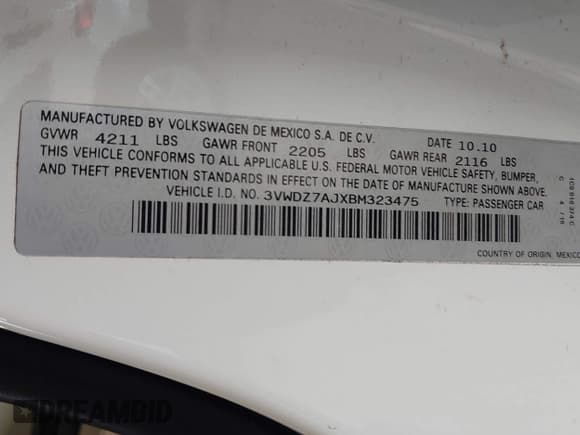 MANUFACTURED BY VOLKSWAGEN DE MEXICO S.A. DE C.V. DATE 10.10
GVWR 4211 LBS GAWR FRONT 2205 LBS GAWR REAR 2116 LBS
THIS VEHICLE CONFORMS TO ALL APPLICABLE U.S. FEDERAL MOTOR VEHICLE SAFETY, BUMPER,
AND THEFT PREVENTION STANDARDS IN EFFECT ON THE DATE OF MANUFACTURE SHOWN ABOVE.
VEHICLE I.D. NO. 3VWDZ7AJXBM323475 TYPE: PASSENGER CAR
COUNTRY OF ORIGIN, MEXICO
DREAMBID